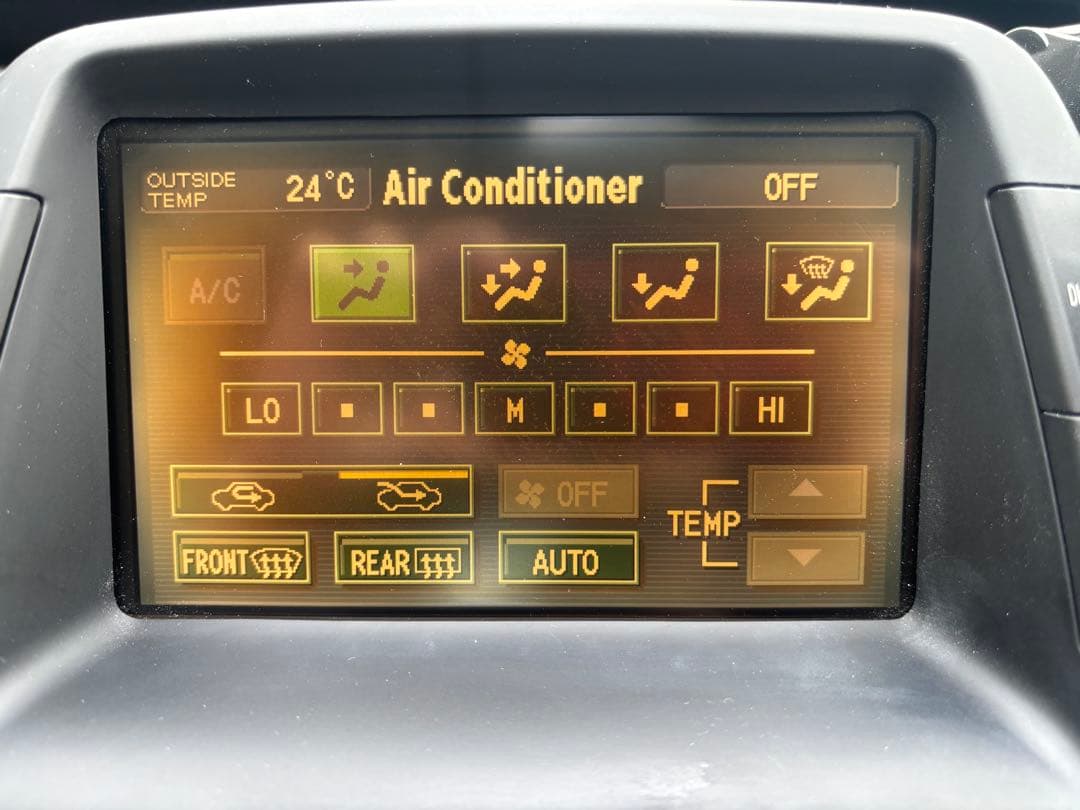 OUTSIDE TEMP 24°C Air Conditioner OFF
A/C
LO M HI
OFF
TEMP
FRONT REAR AUTO